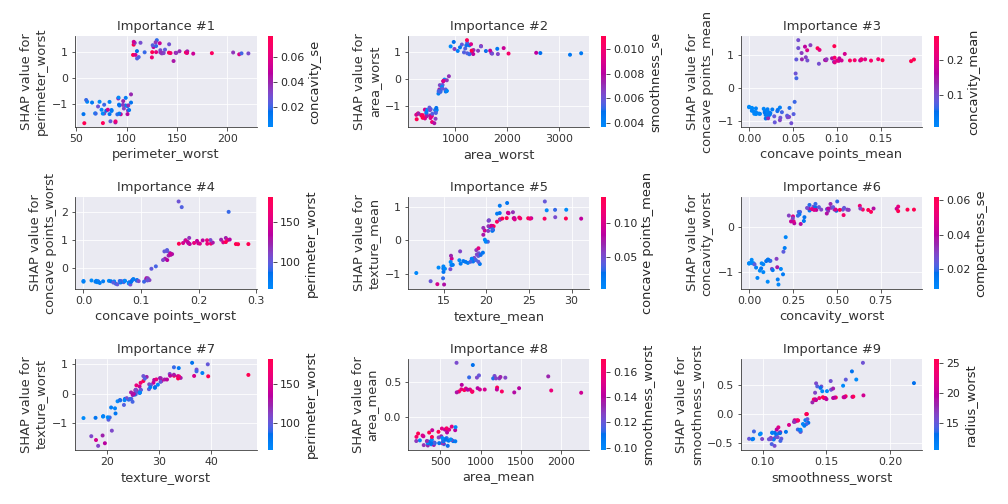 Importance #1
SHAP value for
perimeter_worst
1
0
−1
50
100
150
200
perimeter_worst
0.06
0.04
0.02
concavity_se
Importance #2
SHAP value for
area_worst
1
0
−1
1000
2000
3000
area_worst
0.010
0.008
0.006
0.004
smoothness_se
Importance #3
SHAP value for
concave points_mean
1
0
−1
0.00
0.05
0.10
0.15
concave points_mean
0.2
0.1
concavity_mean
Importance #4
SHAP value for
concave points_worst
2
1
0
0.0
0.1
0.2
0.3
concave points_worst
150
100
perimeter_worst
Importance #5
SHAP value for
texture_mean
1
0
−1
15
20
25
30
texture_mean
0.10
0.05
concave points_mean
Importance #6
SHAP value for
concavity_worst
0
−1
0.00
0.25
0.50
0.75
concavity_worst
0.06
0.04
0.02
compactness_se
Importance #7
SHAP value for
texture_worst
1
0
−1
20
30
40
texture_worst
150
100
perimeter_worst
Importance #8
SHAP value for
area_mean
0.5
0.0
500
1000
1500
2000
area_mean
0.16
0.14
0.12
0.10
smoothness_worst
Importance #9
SHAP value for
smoothness_worst
0.5
0.0
−0.5
0.10
0.15
0.20
smoothness_worst
25
20
15
radius_worst